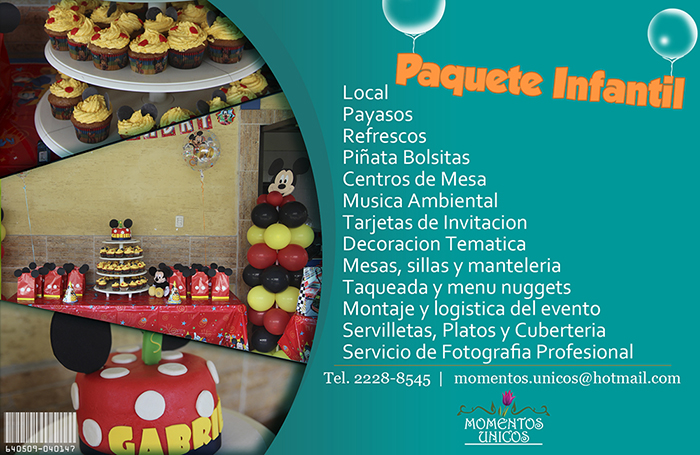 Paquete Infantil
Local
Payasos
Refrescos
Piñata Bolsitas
Centros de Mesa
Musica Ambiental
Tarjetas de Invitacion
Decoracion Tematica
Mesas, sillas y manteleria
Taqueada y menu nuggets
Montaje y logistica del evento
Servilletas, Platos y Cuberteria
Servicio de Fotografia Profesional
Tel. 2228-8545 | momentos.unicos@hotmail.com
MOMENTOS
UNICOS
GABRIEL
GABRI
640509-040147